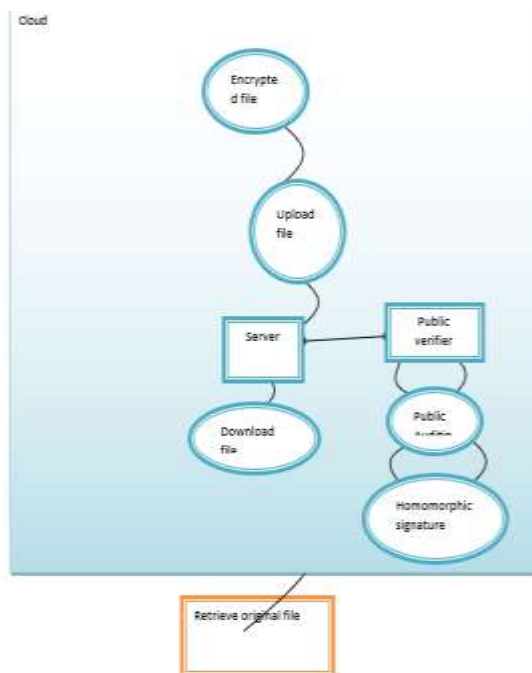 Cloud
Encrypte
d file
Upload
file
Server
Public
verifier
Download
file
Public
Homomorphic
signature
Retrieve original file